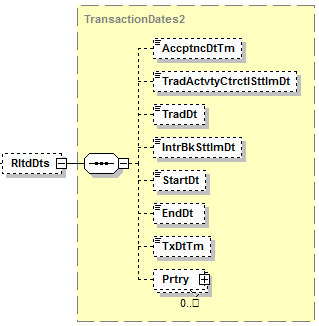 TransactionDates2
AccptncDtTm
TradActvtyCtrctlSttlmDt
TradDt
IntrBkSttlmDt
RltdDts
StartDt
EndDt
TxDtTm
Prtry
0..